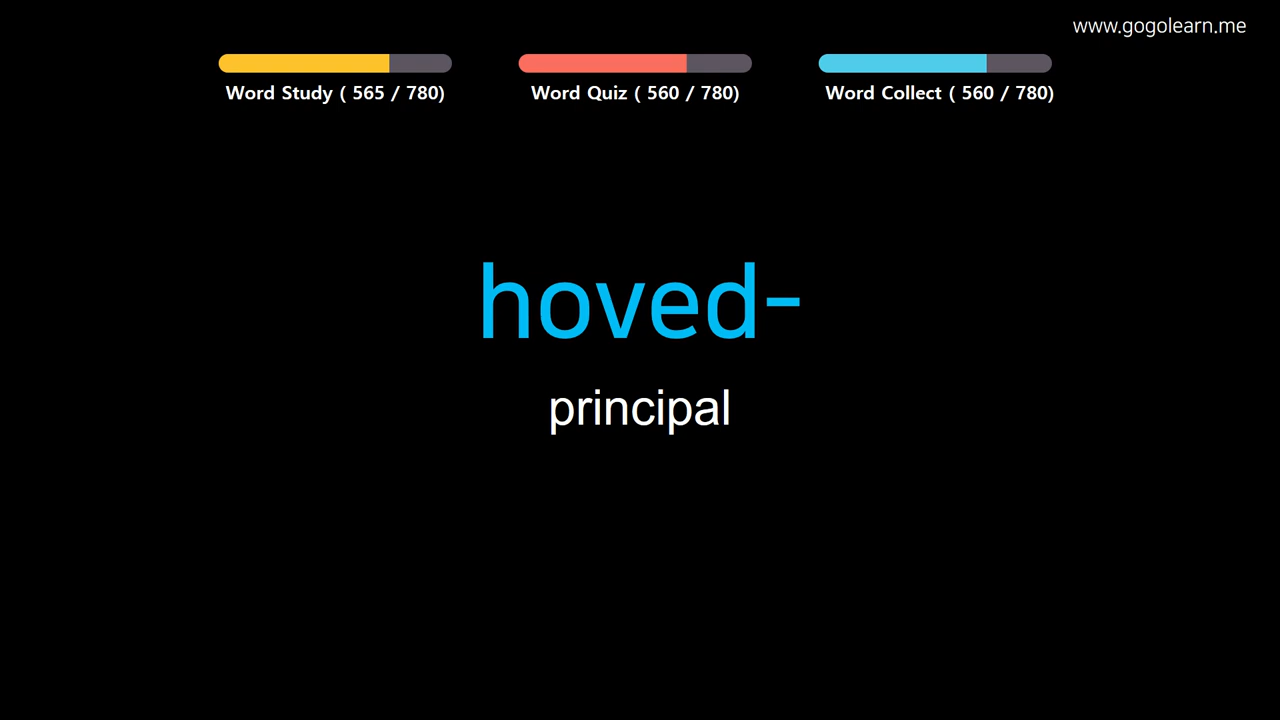 www.gogolearn.me
Word Study ( 565 / 780)
Word Quiz ( 560 / 780)
Word Collect ( 560 / 780)
hoved-
principal